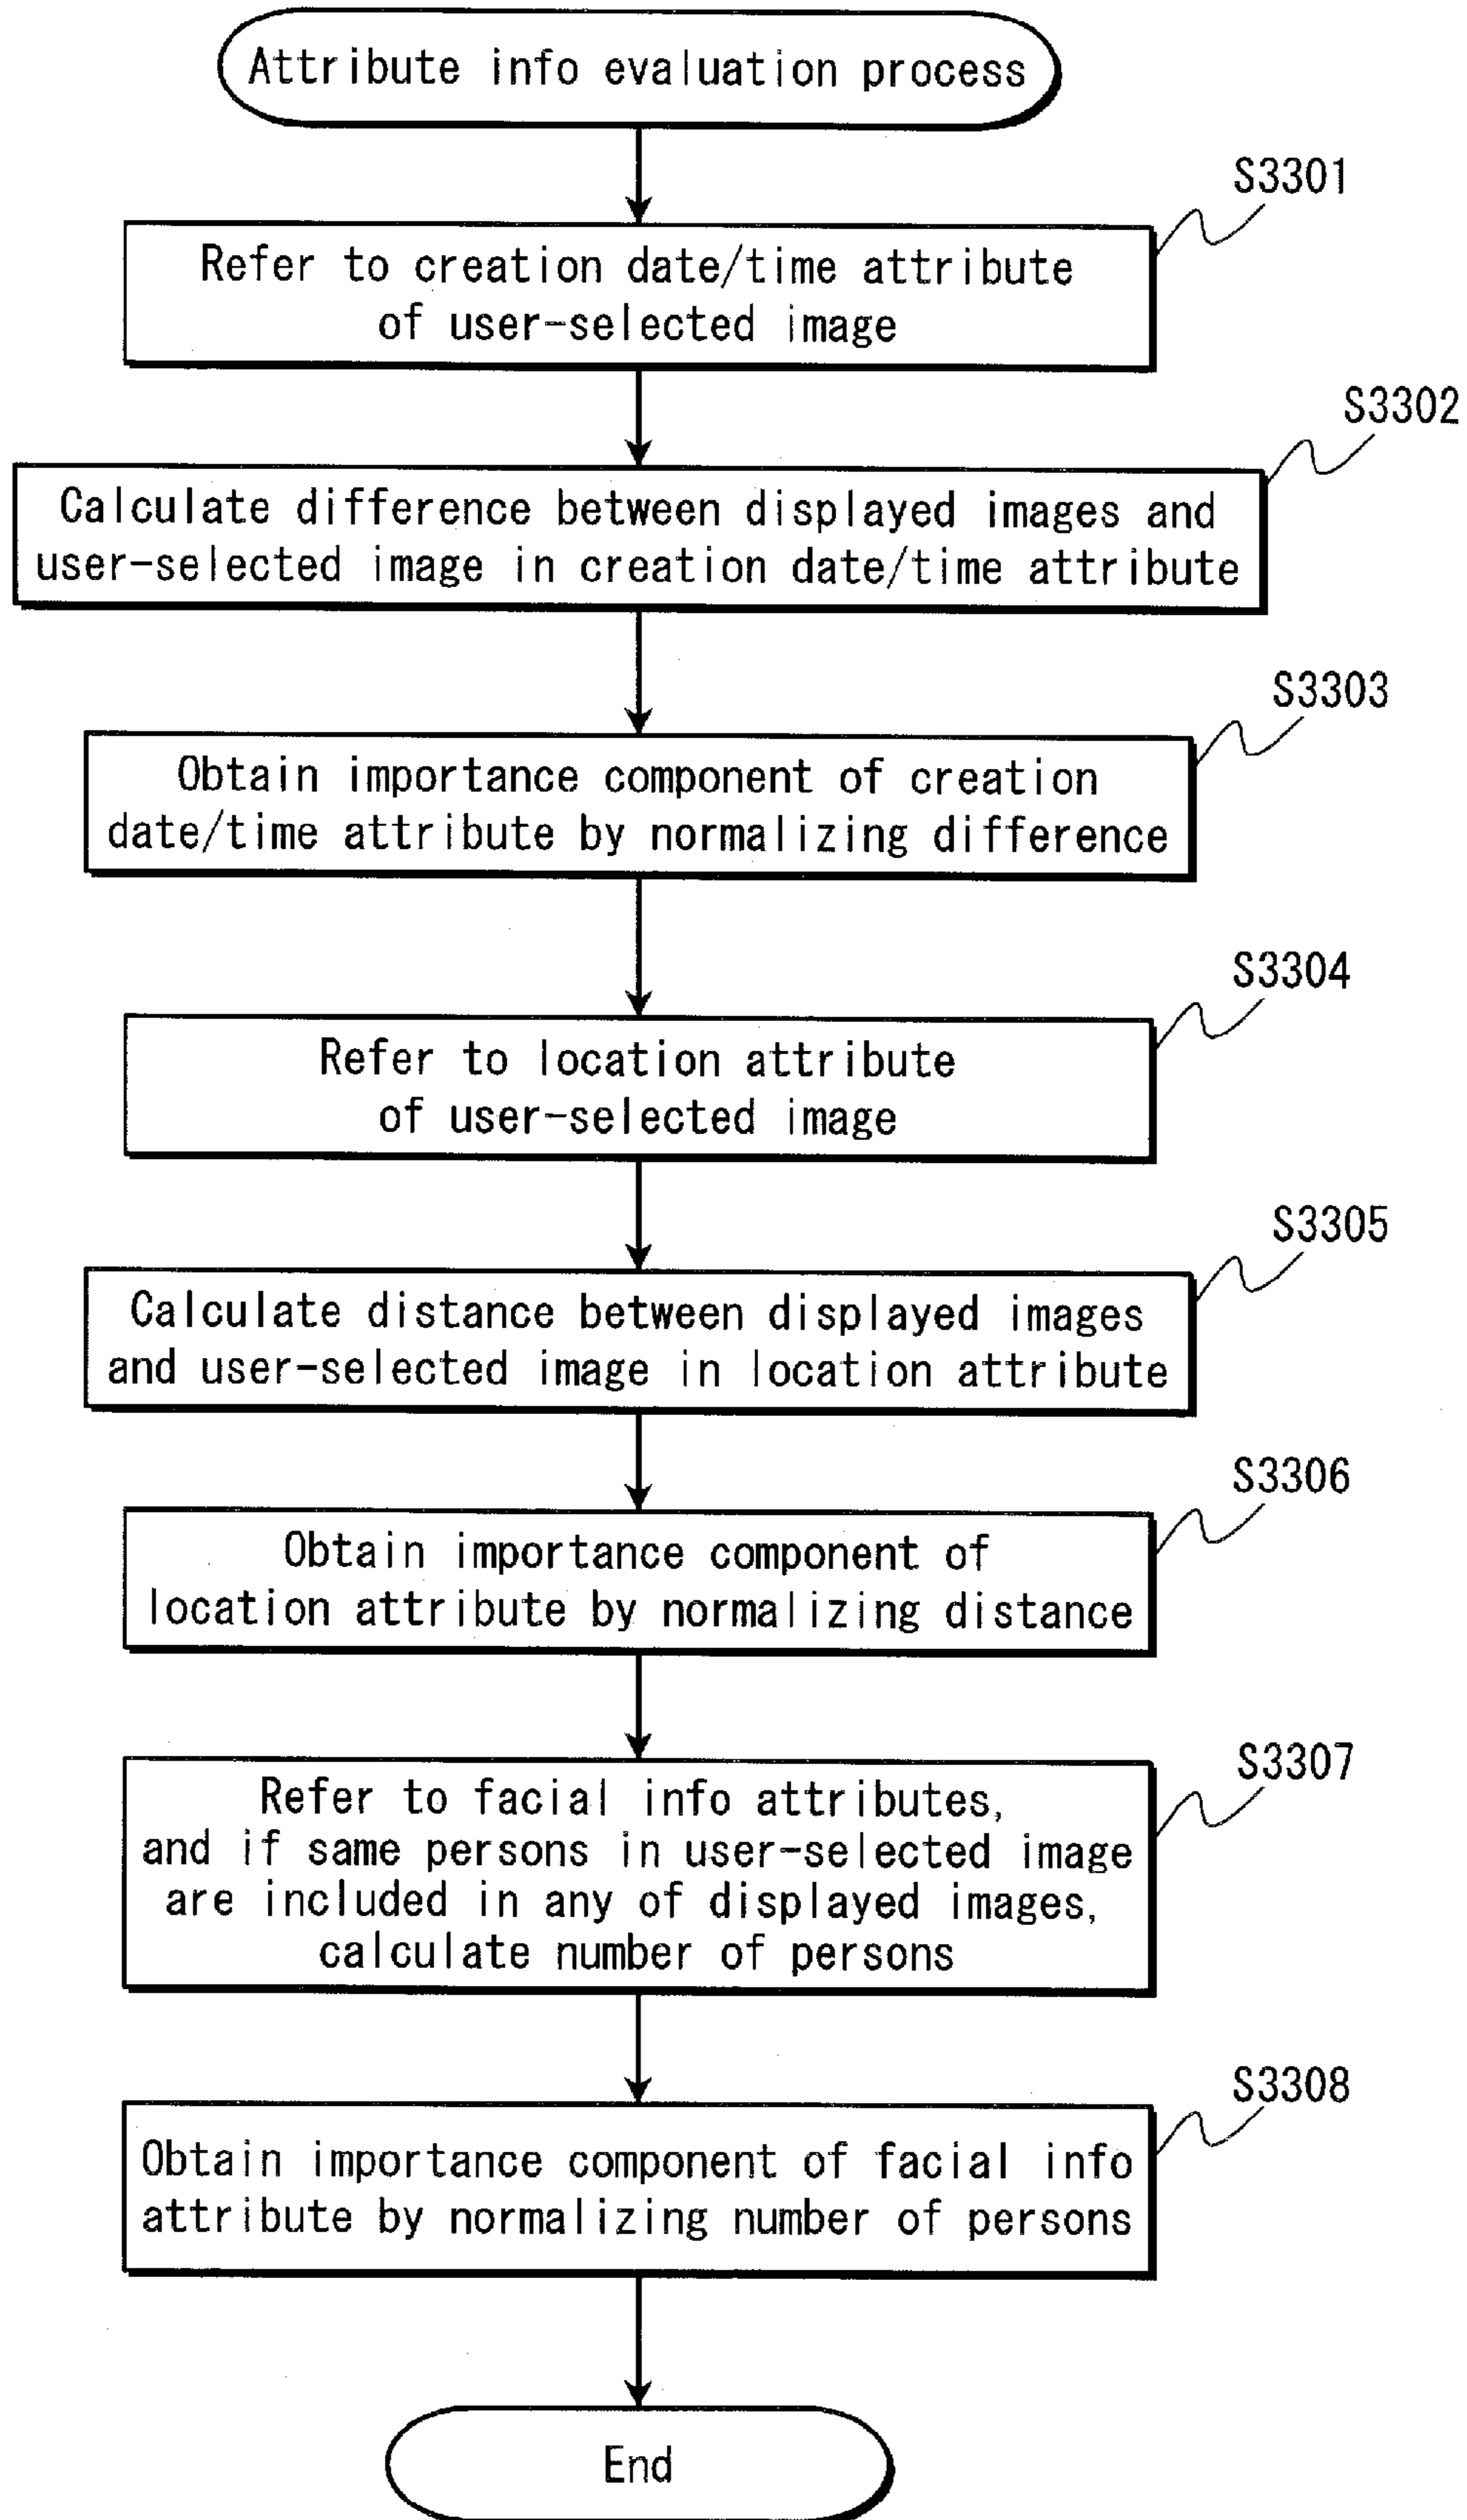 Attribute info evaluation process
S3301
Refer to creation date/time attribute
of user-selected image
S3302
Calculate difference between displayed images and
user-selected image in creation date/time attribute
S3303
Obtain importance component of creation
date/time attribute by normalizing difference
S3304
Refer to location attribute
of user-selected image
S3305
Calculate distance between displayed images
and user-selected image in location attribute
S3306
Obtain importance component of
location attribute by normalizing distance
S3307
Refer to facial info attributes,
and if same persons in user-selected image
are included in any of displayed images,
calculate number of persons
S3308
Obtain importance component of facial info
attribute by normalizing number of persons
End